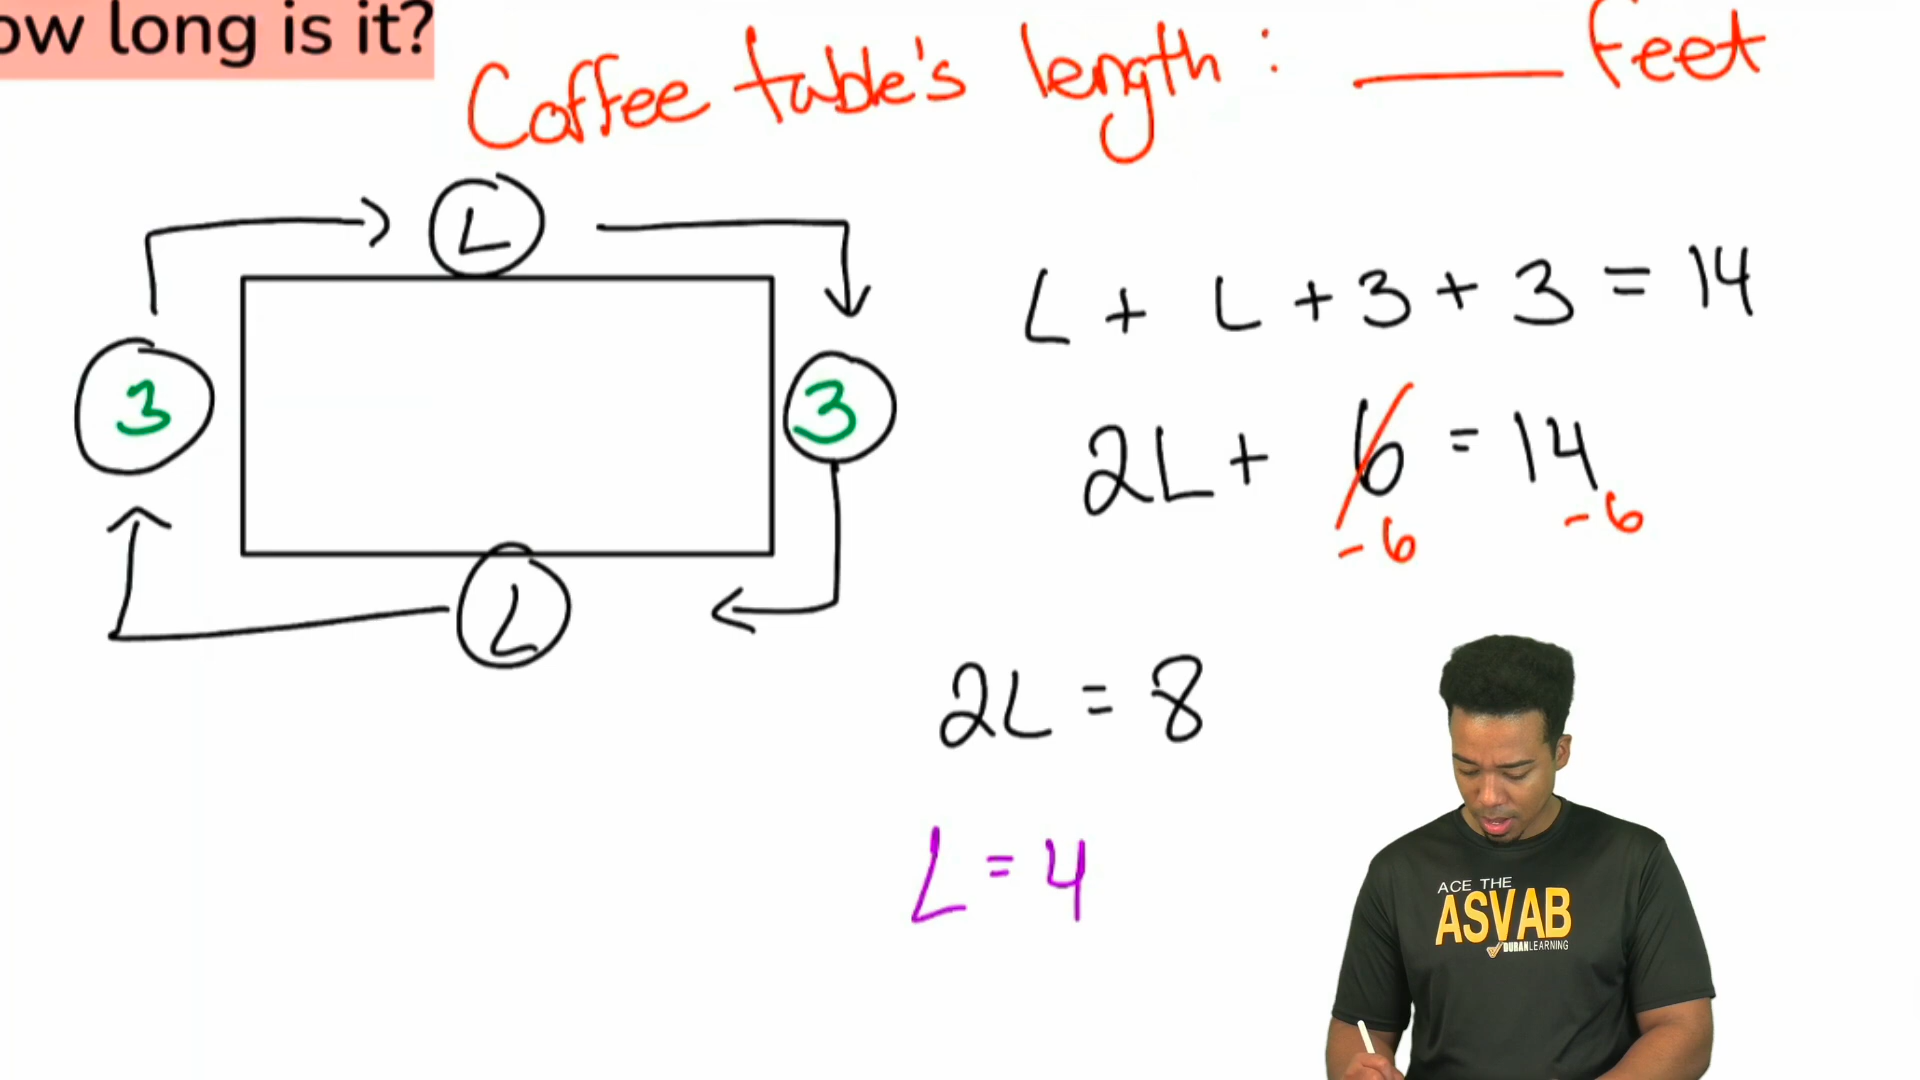 ow long is it?
Coffee table's length: ____ feet
L
3
3
L
L + L + 3 + 3 = 14
2L + 6 = 14
-6 -6
2L = 8
L = 4
ACE THE
ASVAB
DURANLEARNING